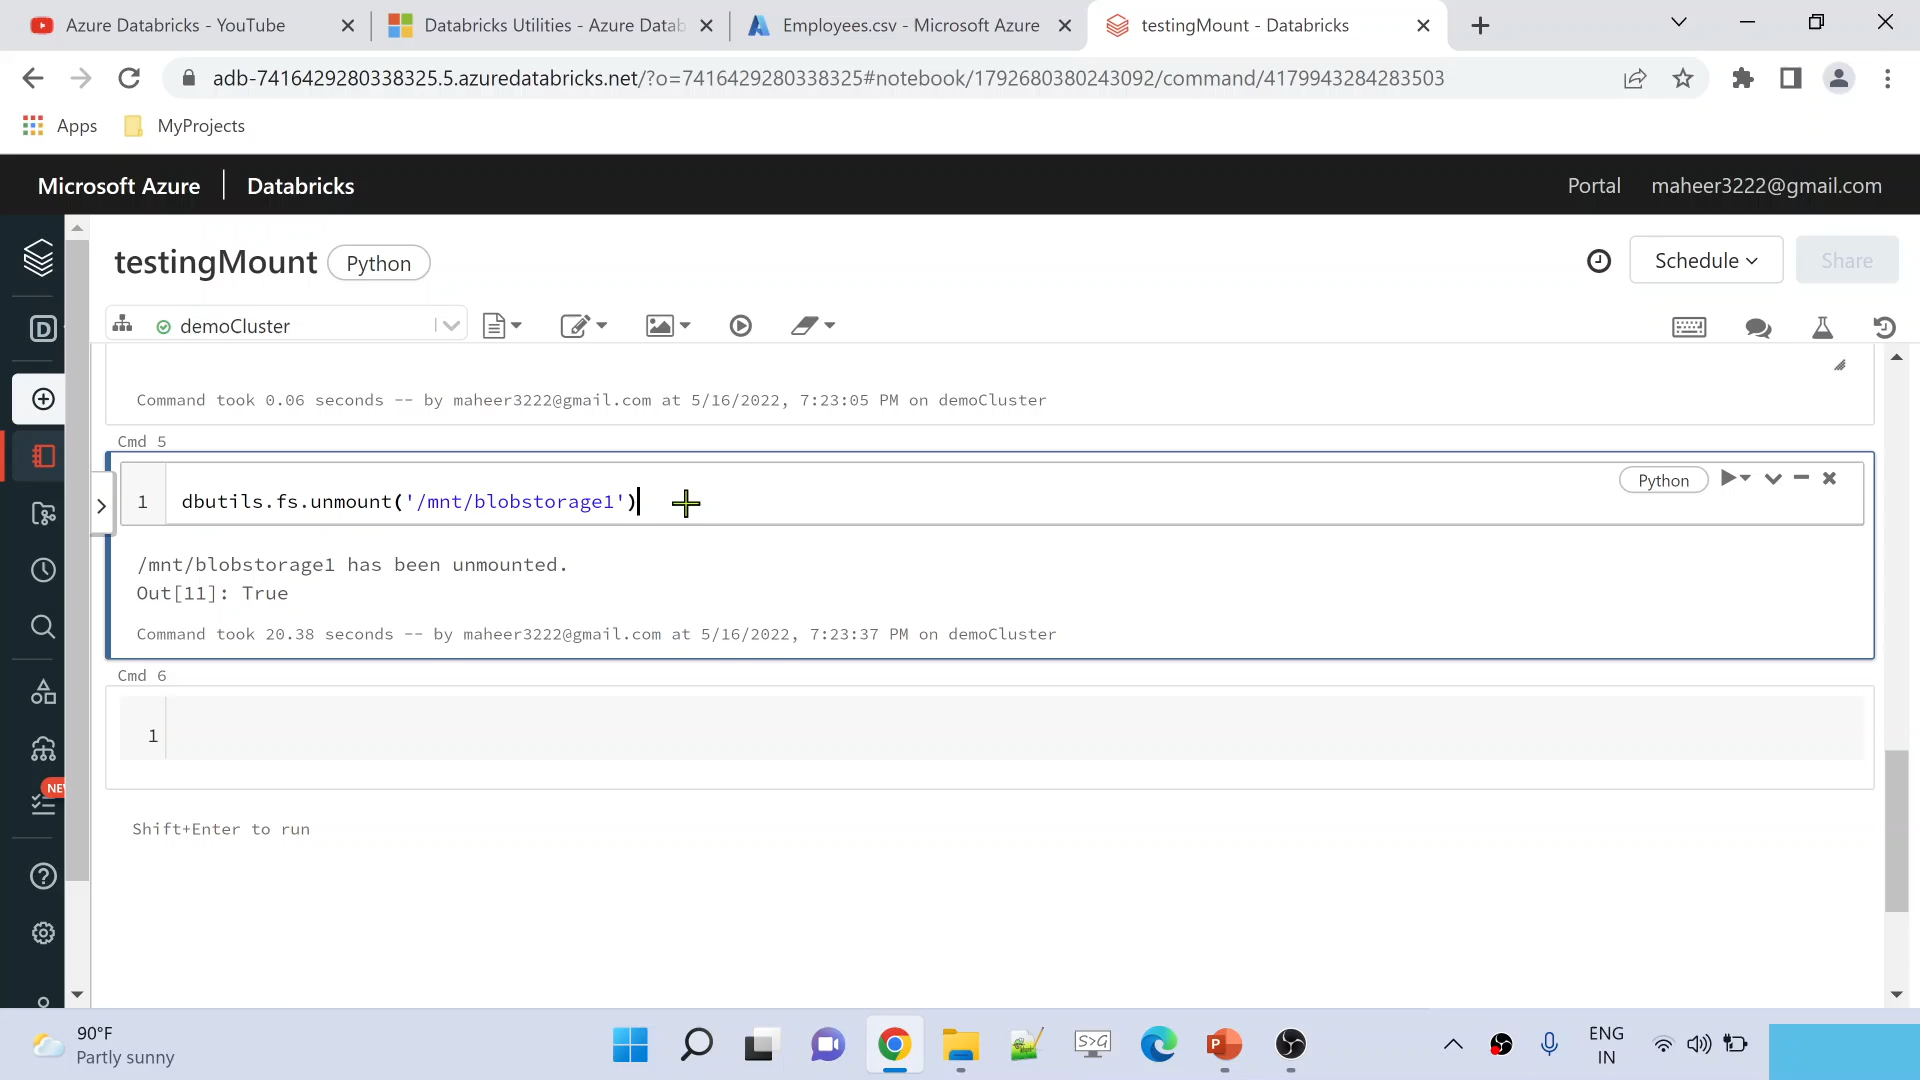 Azure Databricks - YouTube
Databricks Utilities - Azure Datab
Employees.csv - Microsoft Azure
testingMount - Databricks
adb-7416429280338325.5.azuredatabricks.net/?o=7416429280338325#notebook/1792680380243092/command/4179943284283503
Apps
MyProjects
Microsoft Azure
Databricks
Portal
maheer3222@gmail.com
testingMount
Python
Schedule
Share
D
demoCluster
Command took 0.06 seconds -- by maheer3222@gmail.com at 5/16/2022, 7:23:05 PM on demoCluster
Cmd 5
Python
1 dbutils.fs.unmount('/mnt/blobstorage1')
/mnt/blobstorage1 has been unmounted.
Out[11]: True
Command took 20.38 seconds -- by maheer3222@gmail.com at 5/16/2022, 7:23:37 PM on demoCluster
Cmd 6
1
NEW
Shift+Enter to run
90°F
Partly sunny
S>G
P
ENG
IN